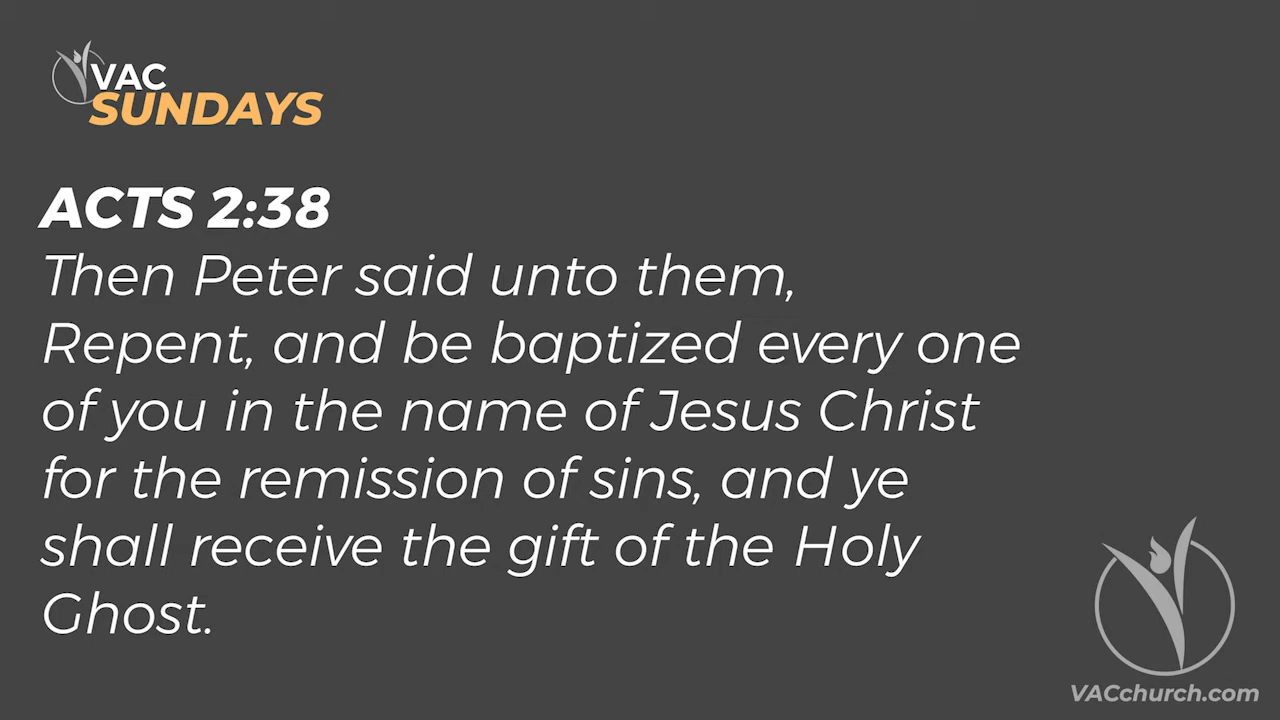 VAC
SUNDAYS
ACTS 2:38
Then Peter said unto them,
Repent, and be baptized every one
of you in the name of Jesus Christ
for the remission of sins, and ye
shall receive the gift of the Holy
Ghost.
VACchurch.com